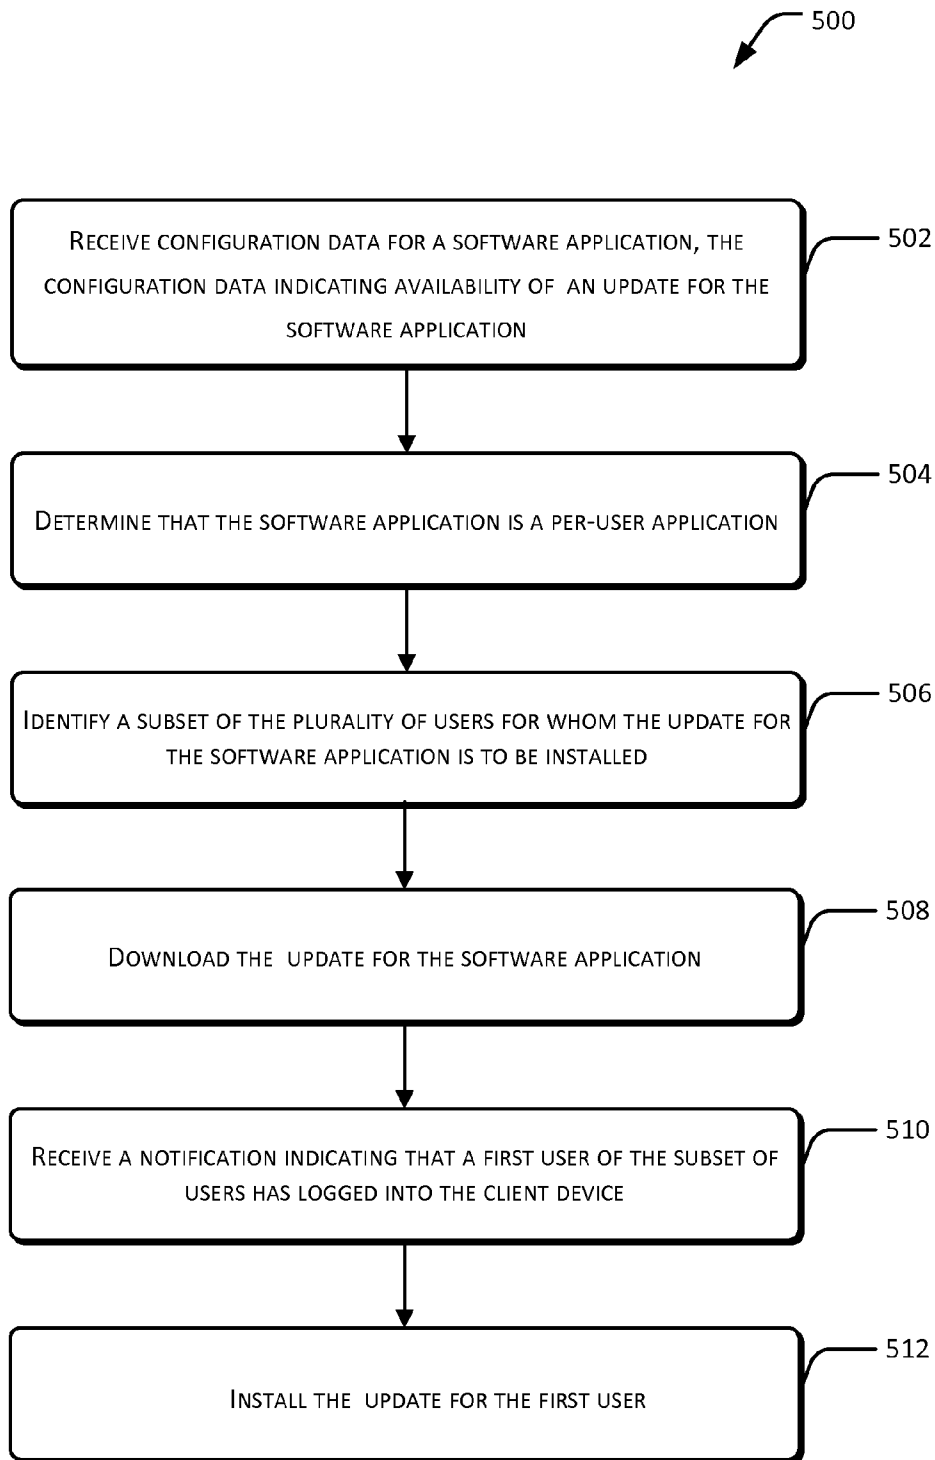 500
RECEIVE CONFIGURATION DATA FOR A SOFTWARE APPLICATION, THE
CONFIGURATION DATA INDICATING AVAILABILITY OF AN UPDATE FOR THE
SOFTWARE APPLICATION
502
DETERMINE THAT THE SOFTWARE APPLICATION IS A PER-USER APPLICATION
504
IDENTIFY A SUBSET OF THE PLURALITY OF USERS FOR WHOM THE UPDATE FOR
THE SOFTWARE APPLICATION IS TO BE INSTALLED
506
DOWNLOAD THE UPDATE FOR THE SOFTWARE APPLICATION
508
RECEIVE A NOTIFICATION INDICATING THAT A FIRST USER OF THE SUBSET OF
USERS HAS LOGGED INTO THE CLIENT DEVICE
510
INSTALL THE UPDATE FOR THE FIRST USER
512